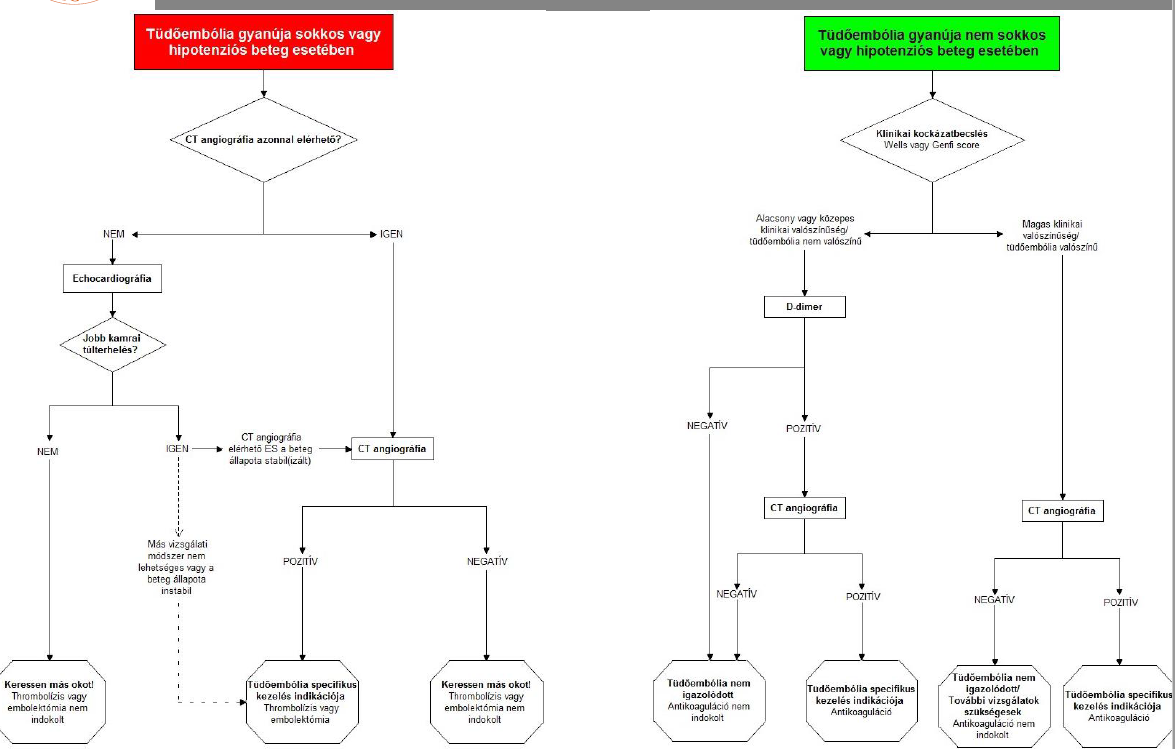 Tüdőembólia gyanúja sokkos vagy
hipotenziós beteg esetében
CT angiográfia azonnal elérhető?
NEM
IGEN
Echocardiográfia
Jobb kamrai
túlterhelés?
NEM
IGEN
CT angiográfia
elérhető ÉS a beteg
állapota stabil(izált)
CT angiográfia
Más vizsgálati
módszer nem
lehetséges vagy a
beteg állapota
instabil
POZITÍV
NEGATÍV
Keressen más okot!
Thrombolízis vagy
embolektómia nem
indokolt
Tüdőembólia specifikus
kezelés indikációja
Thrombolízis vagy
embolektómia
Keressen más okot!
Thrombolízis vagy
embolektómia nem
indokolt
Tüdőembólia gyanúja nem sokkos
vagy hipotenziós beteg esetében
Klinikai kockázatbecslés
Wells vagy Genfi score
Alacsony vagy közepes
klinikai valószínűség/
tüdőembólia nem valószínű
Magas klinikai
valószínűség/
tüdőembólia valószínű
D-dimer
NEGATÍV
POZITÍV
CT angiográfia
CT angiográfia
NEGATÍV
POZITÍV
NEGATÍV
POZITÍV
Tüdőembólia nem
igazolódott
Antikoaguláció nem
indokolt
Tüdőembólia specifikus
kezelés indikációja
Antikoaguláció
Tüdőembólia nem
igazolódott/
További vizsgálatok
szükségesek
Antikoaguláció nem
indokolt
Tüdőembólia specifikus
kezelés indikációja
Antikoaguláció